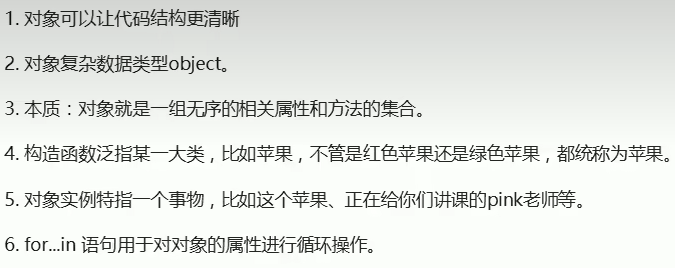 1. 对象可以让代码结构更清晰
2. 对象复杂数据类型object。
3. 本质：对象就是一组无序的相关属性和方法的集合。
4. 构造函数泛指某一大类，比如苹果，不管是红色苹果还是绿色苹果，都统称为苹果。
5. 对象实例特指一个事物，比如这个苹果、正在给你们讲课的pink老师等。
6. for...in 语句用于对对象的属性进行循环操作。